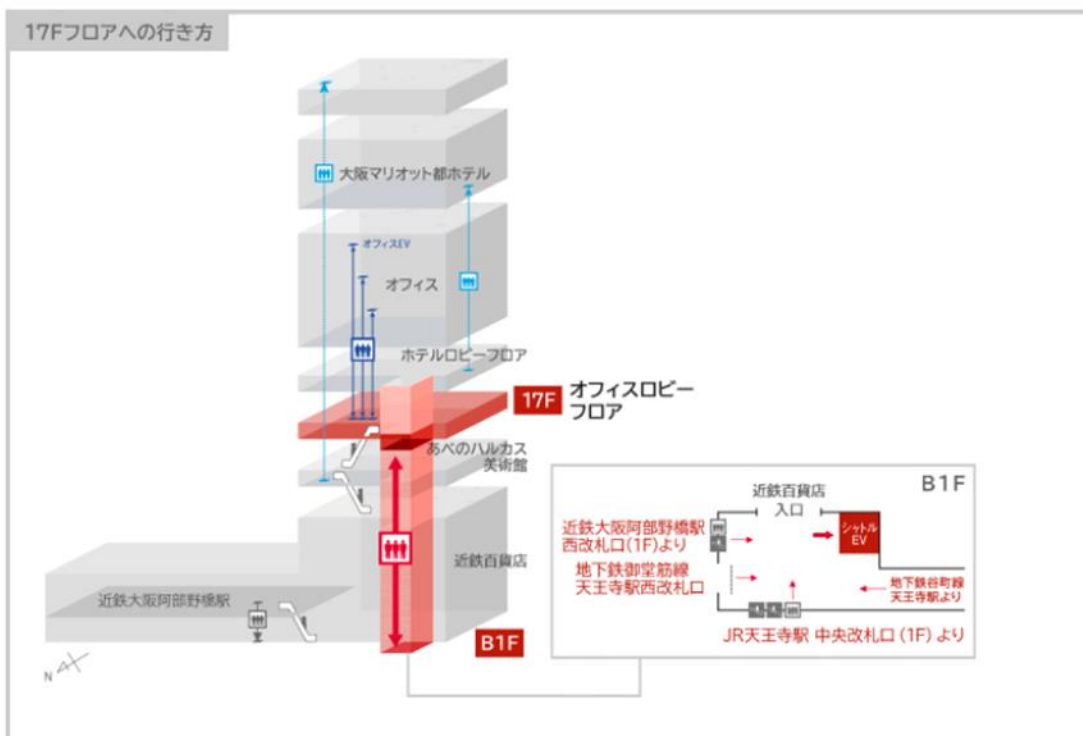 17Fフロアへの行き方
大阪マリオット都ホテル
オフィスEV
オフィス
ホテルロビーフロア
17F
オフィスロビー
フロア
あべのハルカス
美術館
近鉄百貨店
近鉄大阪阿部野橋駅
B1F
N
B1F
近鉄百貨店
入口
シャトル
EV
近鉄大阪阿部野橋駅
西改札口(1F)より
地下鉄御堂筋線
天王寺駅西改札口
地下鉄谷町線
天王寺駅より
JR天王寺駅 中央改札口 (1F) より